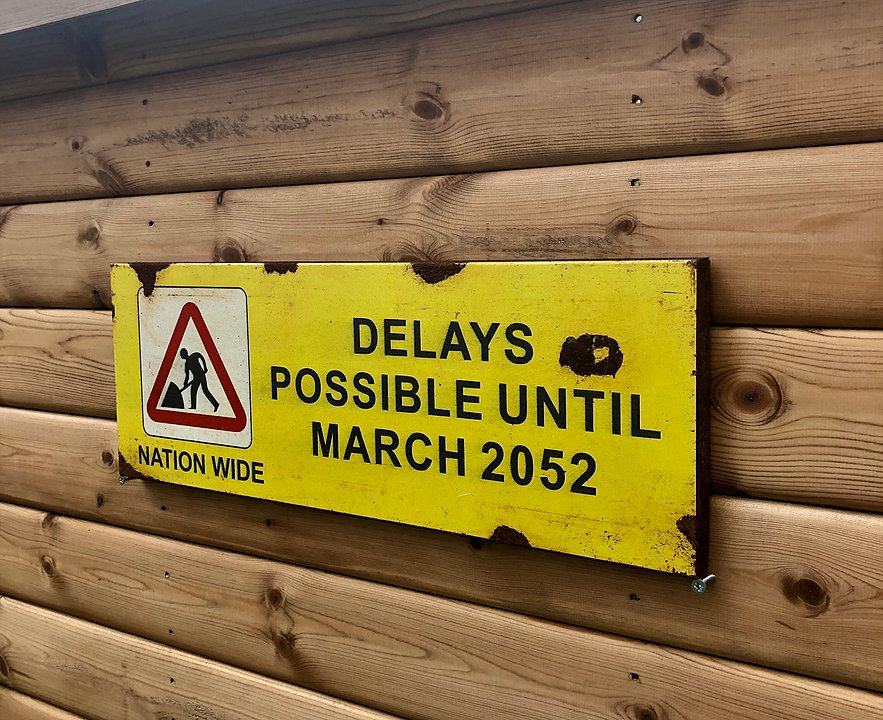 DELAYS
POSSIBLE UNTIL
MARCH 2052
NATION WIDE